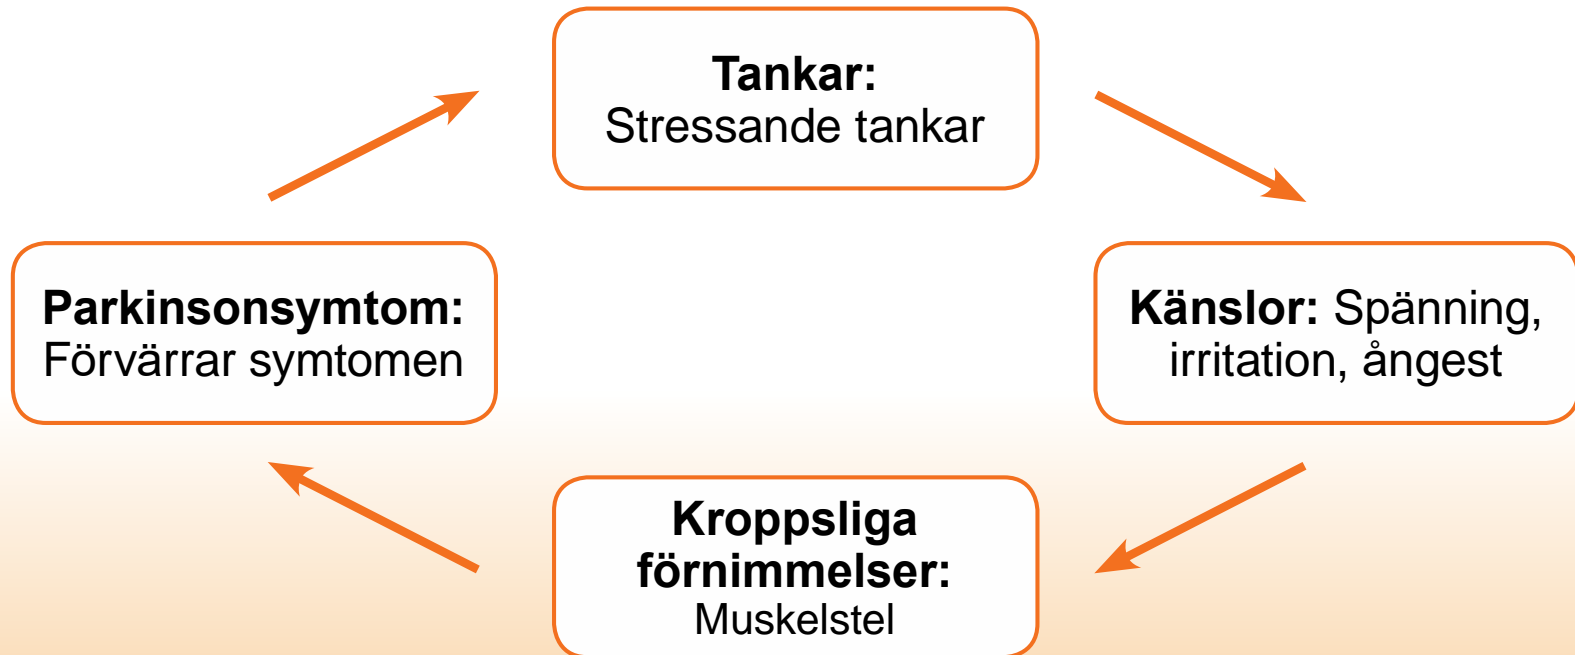 Tankar:
Stressande tankar
Parkinsonsymtom:
Förvärrar symtomen
Känslor: Spänning,
irritation, ångest
Kroppsliga
förnimmelser:
Muskelstel